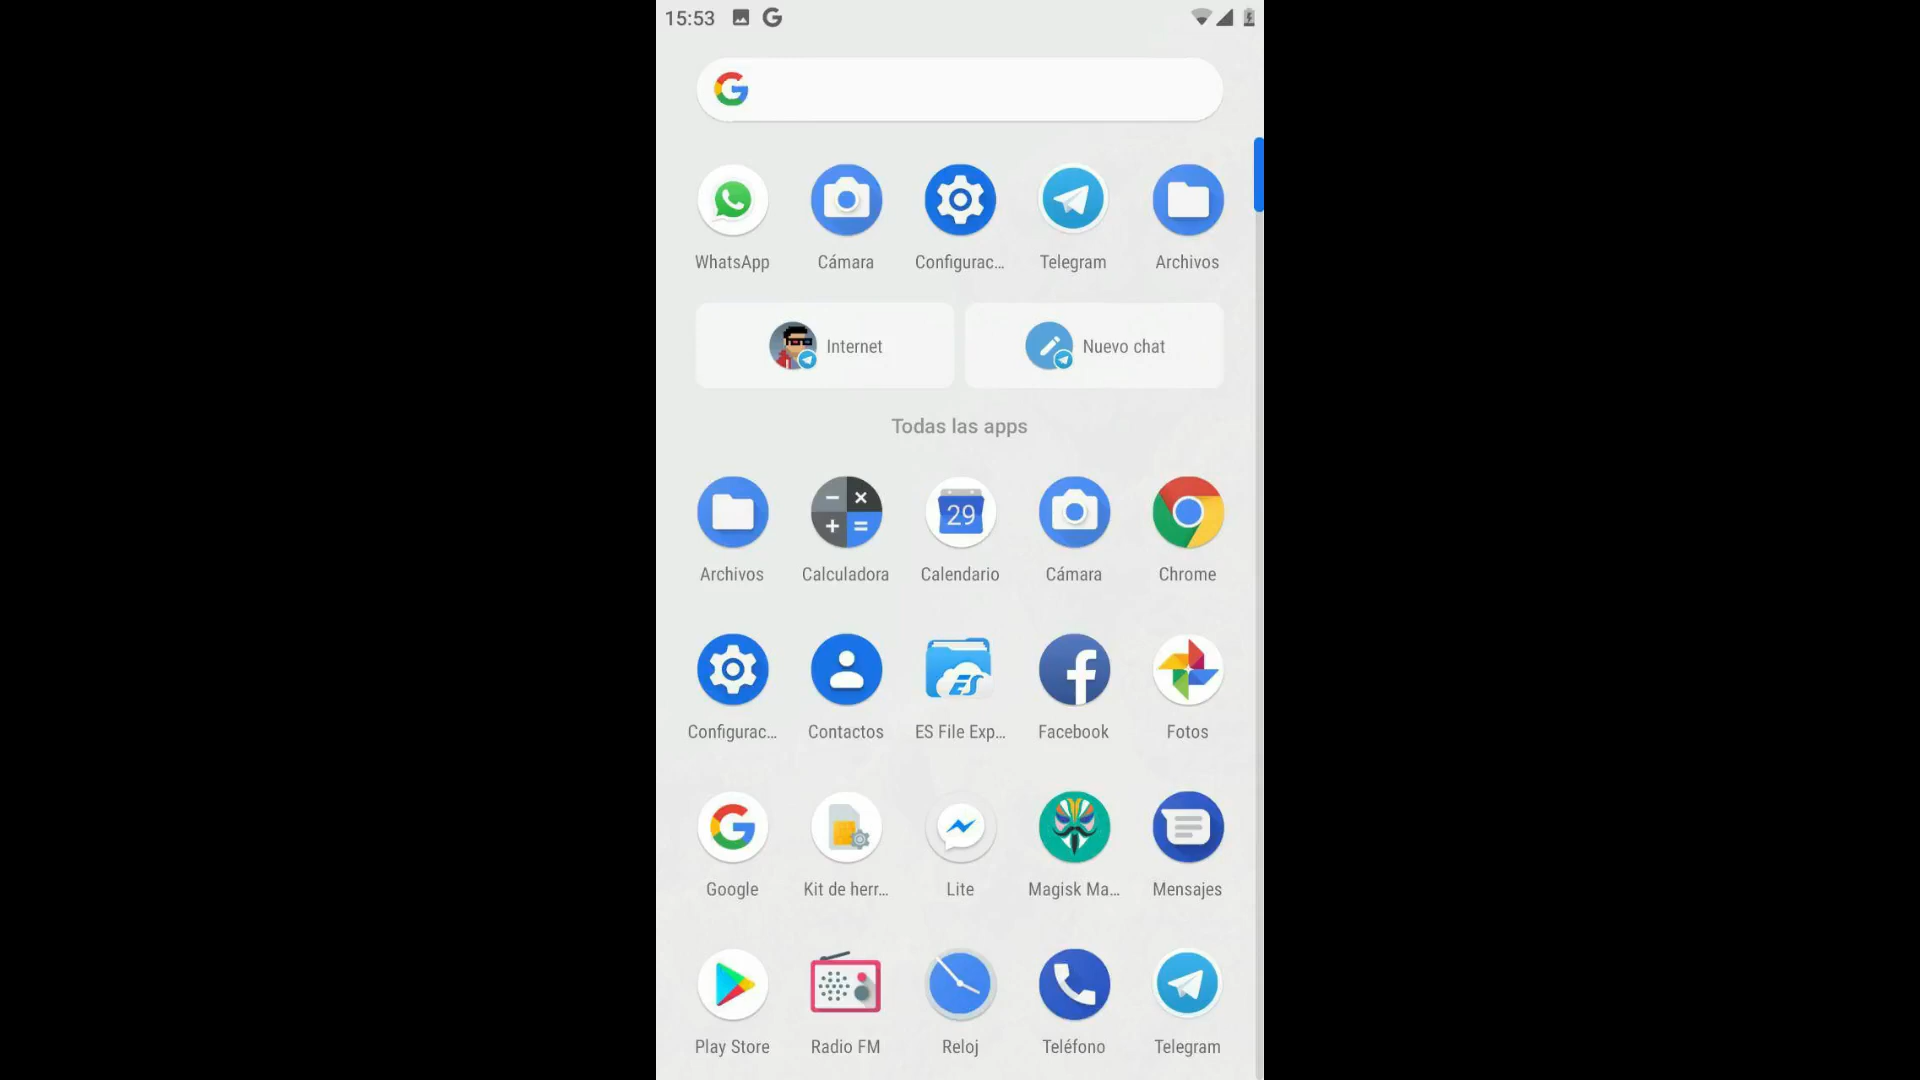 15:53
WhatsApp
Cámara
Configurac...
Telegram
Archivos
Internet
Nuevo chat
Todas las apps
Archivos
Calculadora
29
Calendario
Cámara
Chrome
Configurac...
Contactos
ES
ES File Exp...
Facebook
Fotos
Google
Kit de herr...
Lite
Magisk Ma...
Mensajes
Play Store
Radio FM
Reloj
Teléfono
Telegram